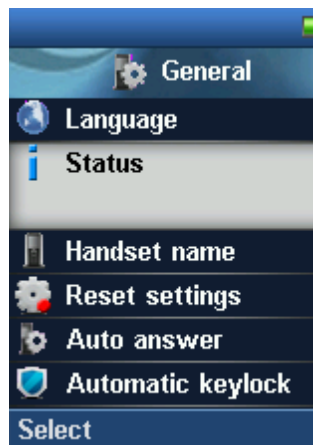 General
Language
Status
Handset name
Reset settings
Auto answer
Automatic keylock
Select